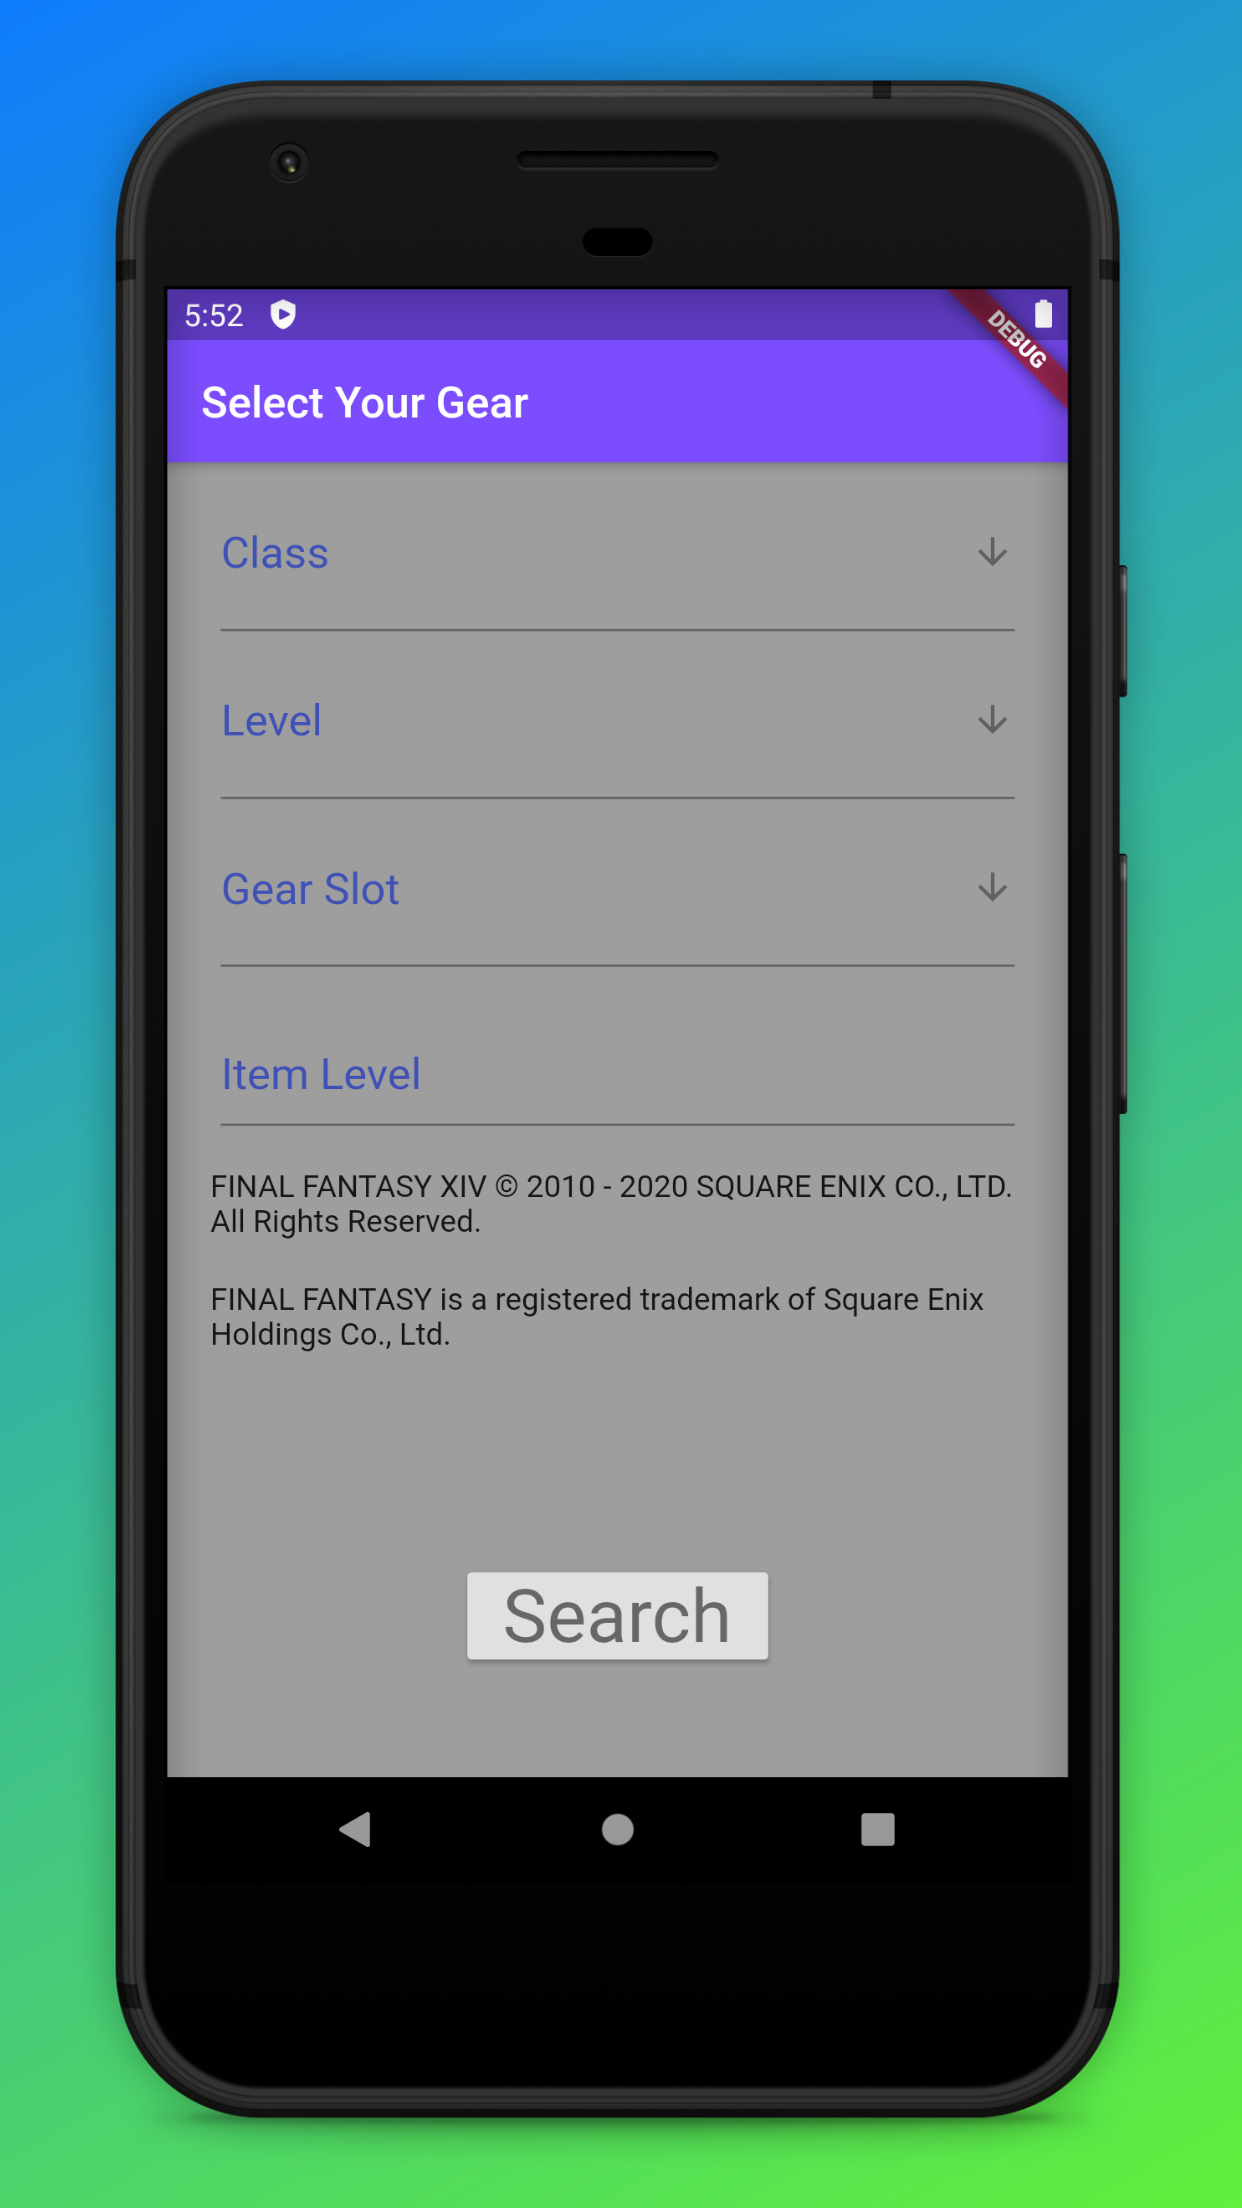 5:52
DEBUG
Select Your Gear
Class
Level
Gear Slot
Item Level
FINAL FANTASY XIV © 2010 - 2020 SQUARE ENIX CO., LTD.
All Rights Reserved.
FINAL FANTASY is a registered trademark of Square Enix
Holdings Co., Ltd.
Search